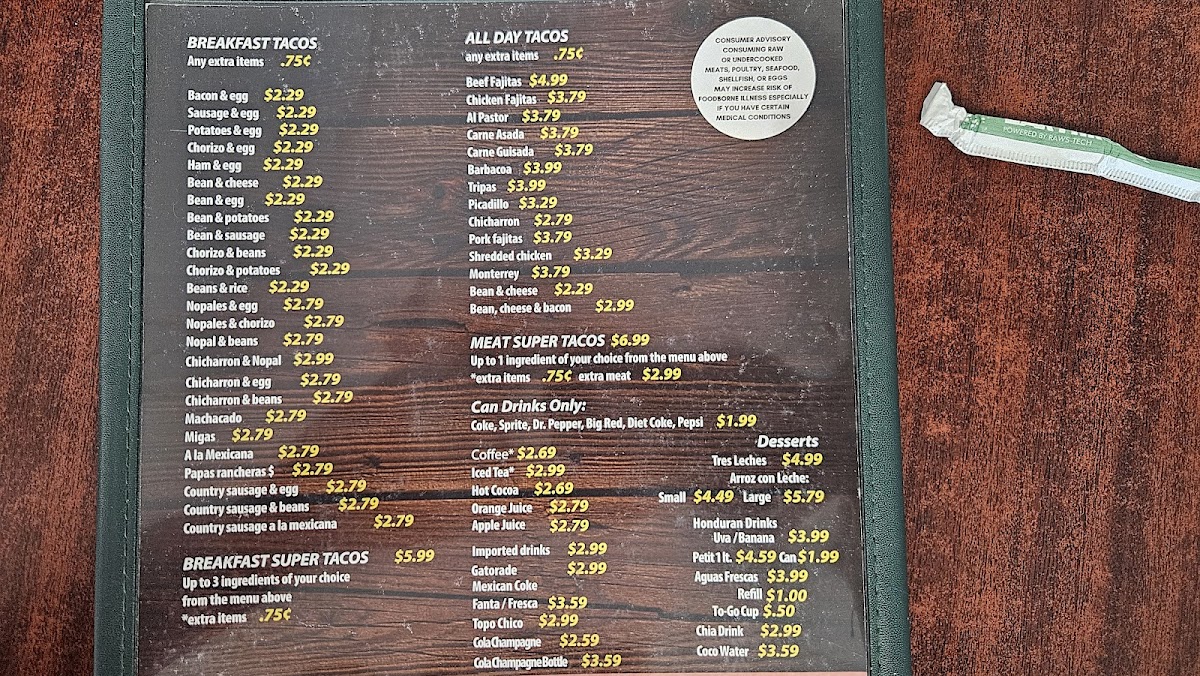 BREAKFAST TACOS
Any extra items .75¢
Bacon & egg $2.29
Sausage & egg $2.29
Potatoes & egg $2.29
Chorizo & egg $2.29
Ham & egg $2.29
Bean & cheese $2.29
Bean & egg $2.29
Bean & potatoes $2.29
Bean & sausage $2.29
Chorizo & beans $2.29
Chorizo & potatoes $2.29
Beans & rice $2.29
Nopales & egg $2.79
Nopales & chorizo $2.79
Nopal & beans $2.79
Chicharron & Nopal $2.99
Chicharron & egg $2.79
Chicharron & beans $2.79
Machacado $2.79
Migas $2.79
A la Mexicana $2.79
Papas rancheras $ $2.79
Country sausage & egg $2.79
Country sausage & beans $2.79
Country sausage a la mexicana $2.79
BREAKFAST SUPER TACOS $5.99
Up to 3 ingredients of your choice
from the menu above
*extra items .75¢
ALL DAY TACOS
any extra items .75¢
Beef Fajitas $4.99
Chicken Fajitas $3.79
Al Pastor $3.79
Carne Asada $3.79
Carne Guisada $3.79
Barbacoa $3.99
Tripas $3.99
Picadillo $3.29
Chicharron $2.79
Pork fajitas $3.79
Shredded chicken $3.29
Monterrey $3.79
Bean & cheese $2.29
Bean, cheese & bacon $2.99
MEAT SUPER TACOS $6.99
Up to 1 ingredient of your choice from the menu above
*extra items .75¢ extra meat $2.99
Can Drinks Only:
Coke, Sprite, Dr. Pepper, Big Red, Diet Coke, Pepsi $1.99
Coffee* $2.69
Iced Tea* $2.99
Hot Cocoa $2.69
Orange Juice $2.79
Apple Juice $2.79
Imported drinks $2.99
Gatorade $2.99
Mexican Coke
Fanta / Fresca $3.59
Topo Chico $2.99
Cola Champagne $2.59
Cola Champagne Bottle $3.59
Desserts
Tres Leches $4.99
Arroz con Leche:
Small $4.49 Large $5.79
Honduran Drinks
Uva / Banana $3.99
Petit 1 lt. $4.59 Can $1.99
Aguas Frescas $3.99
Refill $1.00
To-Go Cup $.50
Chia Drink $2.99
Coco Water $3.59
CONSUMER ADVISORY
CONSUMING RAW
OR UNDERCOOKED
MEATS, POULTRY, SEAFOOD,
SHELLFISH, OR EGGS
MAY INCREASE RISK OF
FOODBORNE ILLNESS ESPECIALLY
IF YOU HAVE CERTAIN
MEDICAL CONDITIONS
POWERED BY RAWS-TECH